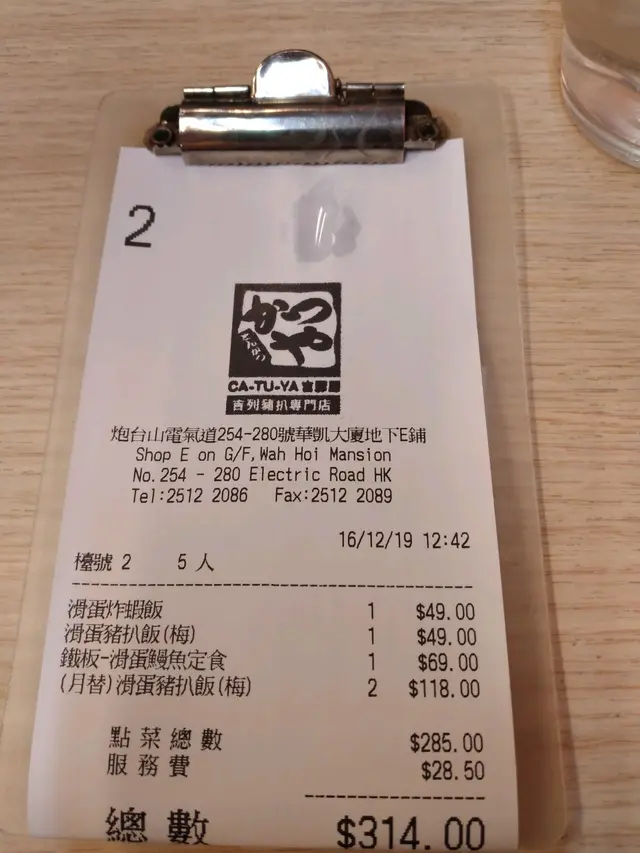 2
かつや
とんかつ
CA-TU-YA 吉豚屋
吉列豬扒專門店
炮台山電氣道254-280號華凱大廈地下E鋪
Shop E on G/F,Wah Hoi Mansion
No.254 - 280 Electric Road HK
Tel:2512 2086 Fax:2512 2089
16/12/19 12:42
檯號 2 5 人
滑蛋炸蝦飯 1 $49.00
滑蛋豬扒飯(梅) 1 $49.00
鐵板-滑蛋鰻魚定食 1 $69.00
(月替)滑蛋豬扒飯(梅) 2 $118.00
點菜總數 $285.00
服務費 $28.50
總數 $314.00